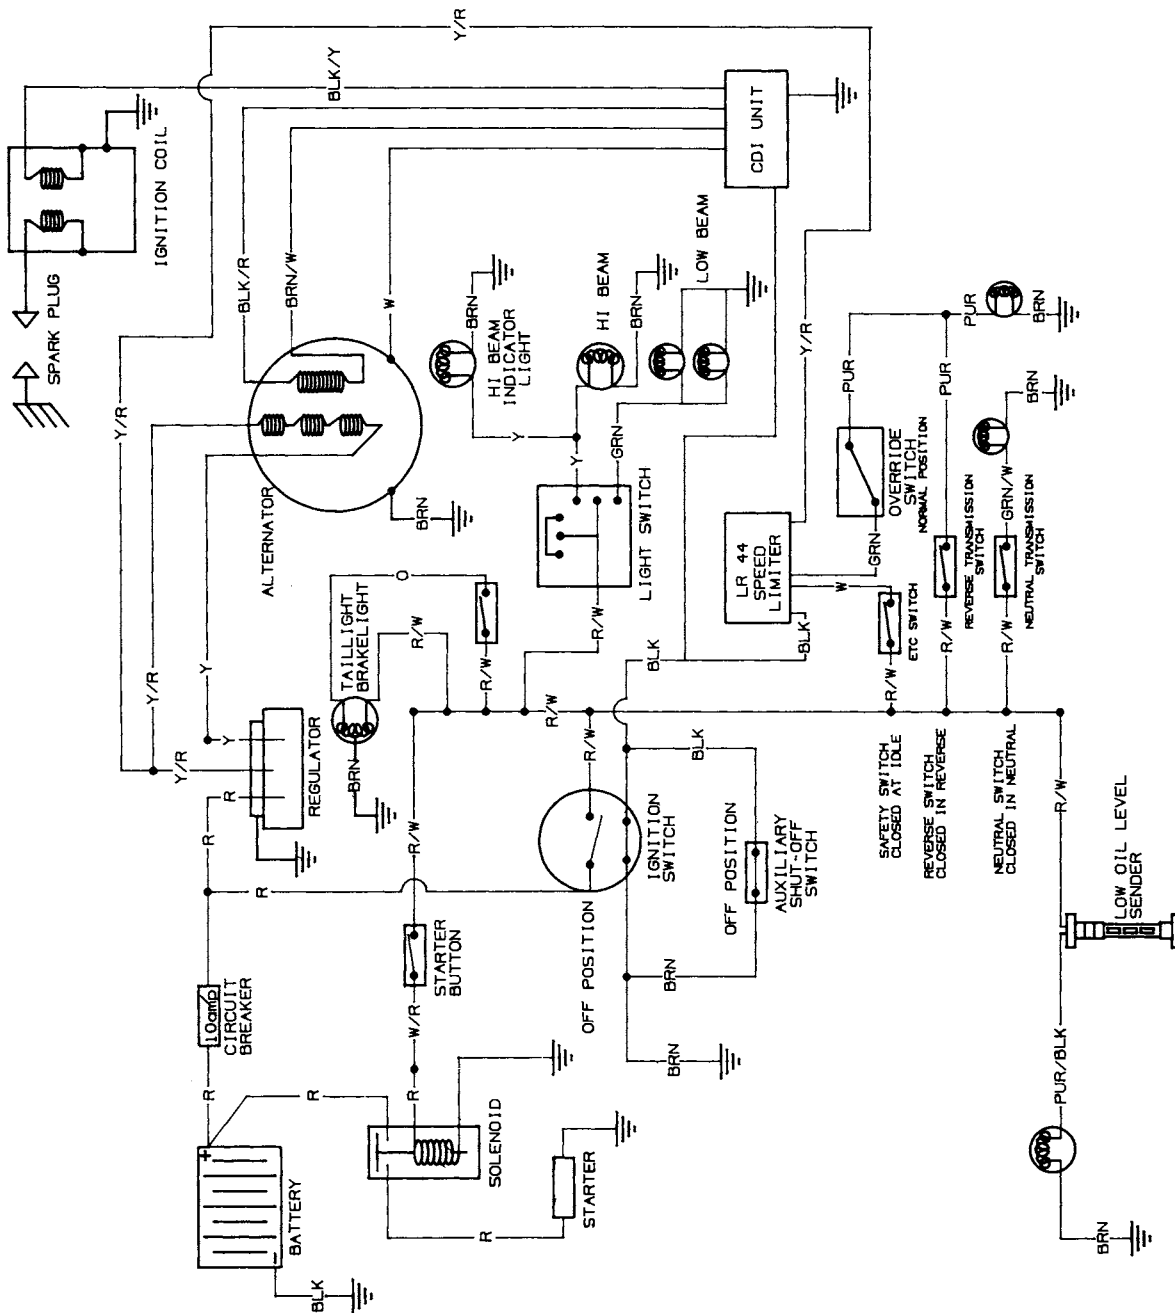 Y/R
BLK/Y
IGNITION COIL
SPARK PLUG
CDI UNIT
BLK/R
BRN/W
W
Y/R
Y/R
Y
ALTERNATOR
BRN
BRN
HI BEAM
INDICATOR
LIGHT
HI BEAM
BRN
LOW BEAM
Y
Y
GRN
LIGHT SWITCH
R/W
Y/R
LR 44
SPEED
LIMITER
BLK
W
GRN
PUR
OVERRIDE
SWITCH
NORMAL POSITION
PUR
PUR
BRN
REVERSE TRANSMISSION
SWITCH
GRN/W
BRN
NEUTRAL TRANSMISSION
SWITCH
R/W
R/W
R/W
ETC SWITCH
SAFETY SWITCH
CLOSED AT IDLE
REVERSE SWITCH
CLOSED IN REVERSE
NEUTRAL SWITCH
CLOSED IN NEUTRAL
O
TAILLIGHT
BRAKELIGHT
R/W
R/W
BRN
R/W
R/W
Y
Y/R
R
REGULATOR
R
R
R/W
BLK
BLK
IGNITION
SWITCH
OFF POSITION
OFF POSITION
AUXILIARY
SHUT-OFF
SWITCH
BRN
BRN
STARTER
BUTTON
W/R
R
10amp
CIRCUIT
BREAKER
R
R
+
-
BATTERY
BLK
SOLENOID
R
STARTER
R/W
LOW OIL LEVEL
SENDER
PUR/BLK
BRN